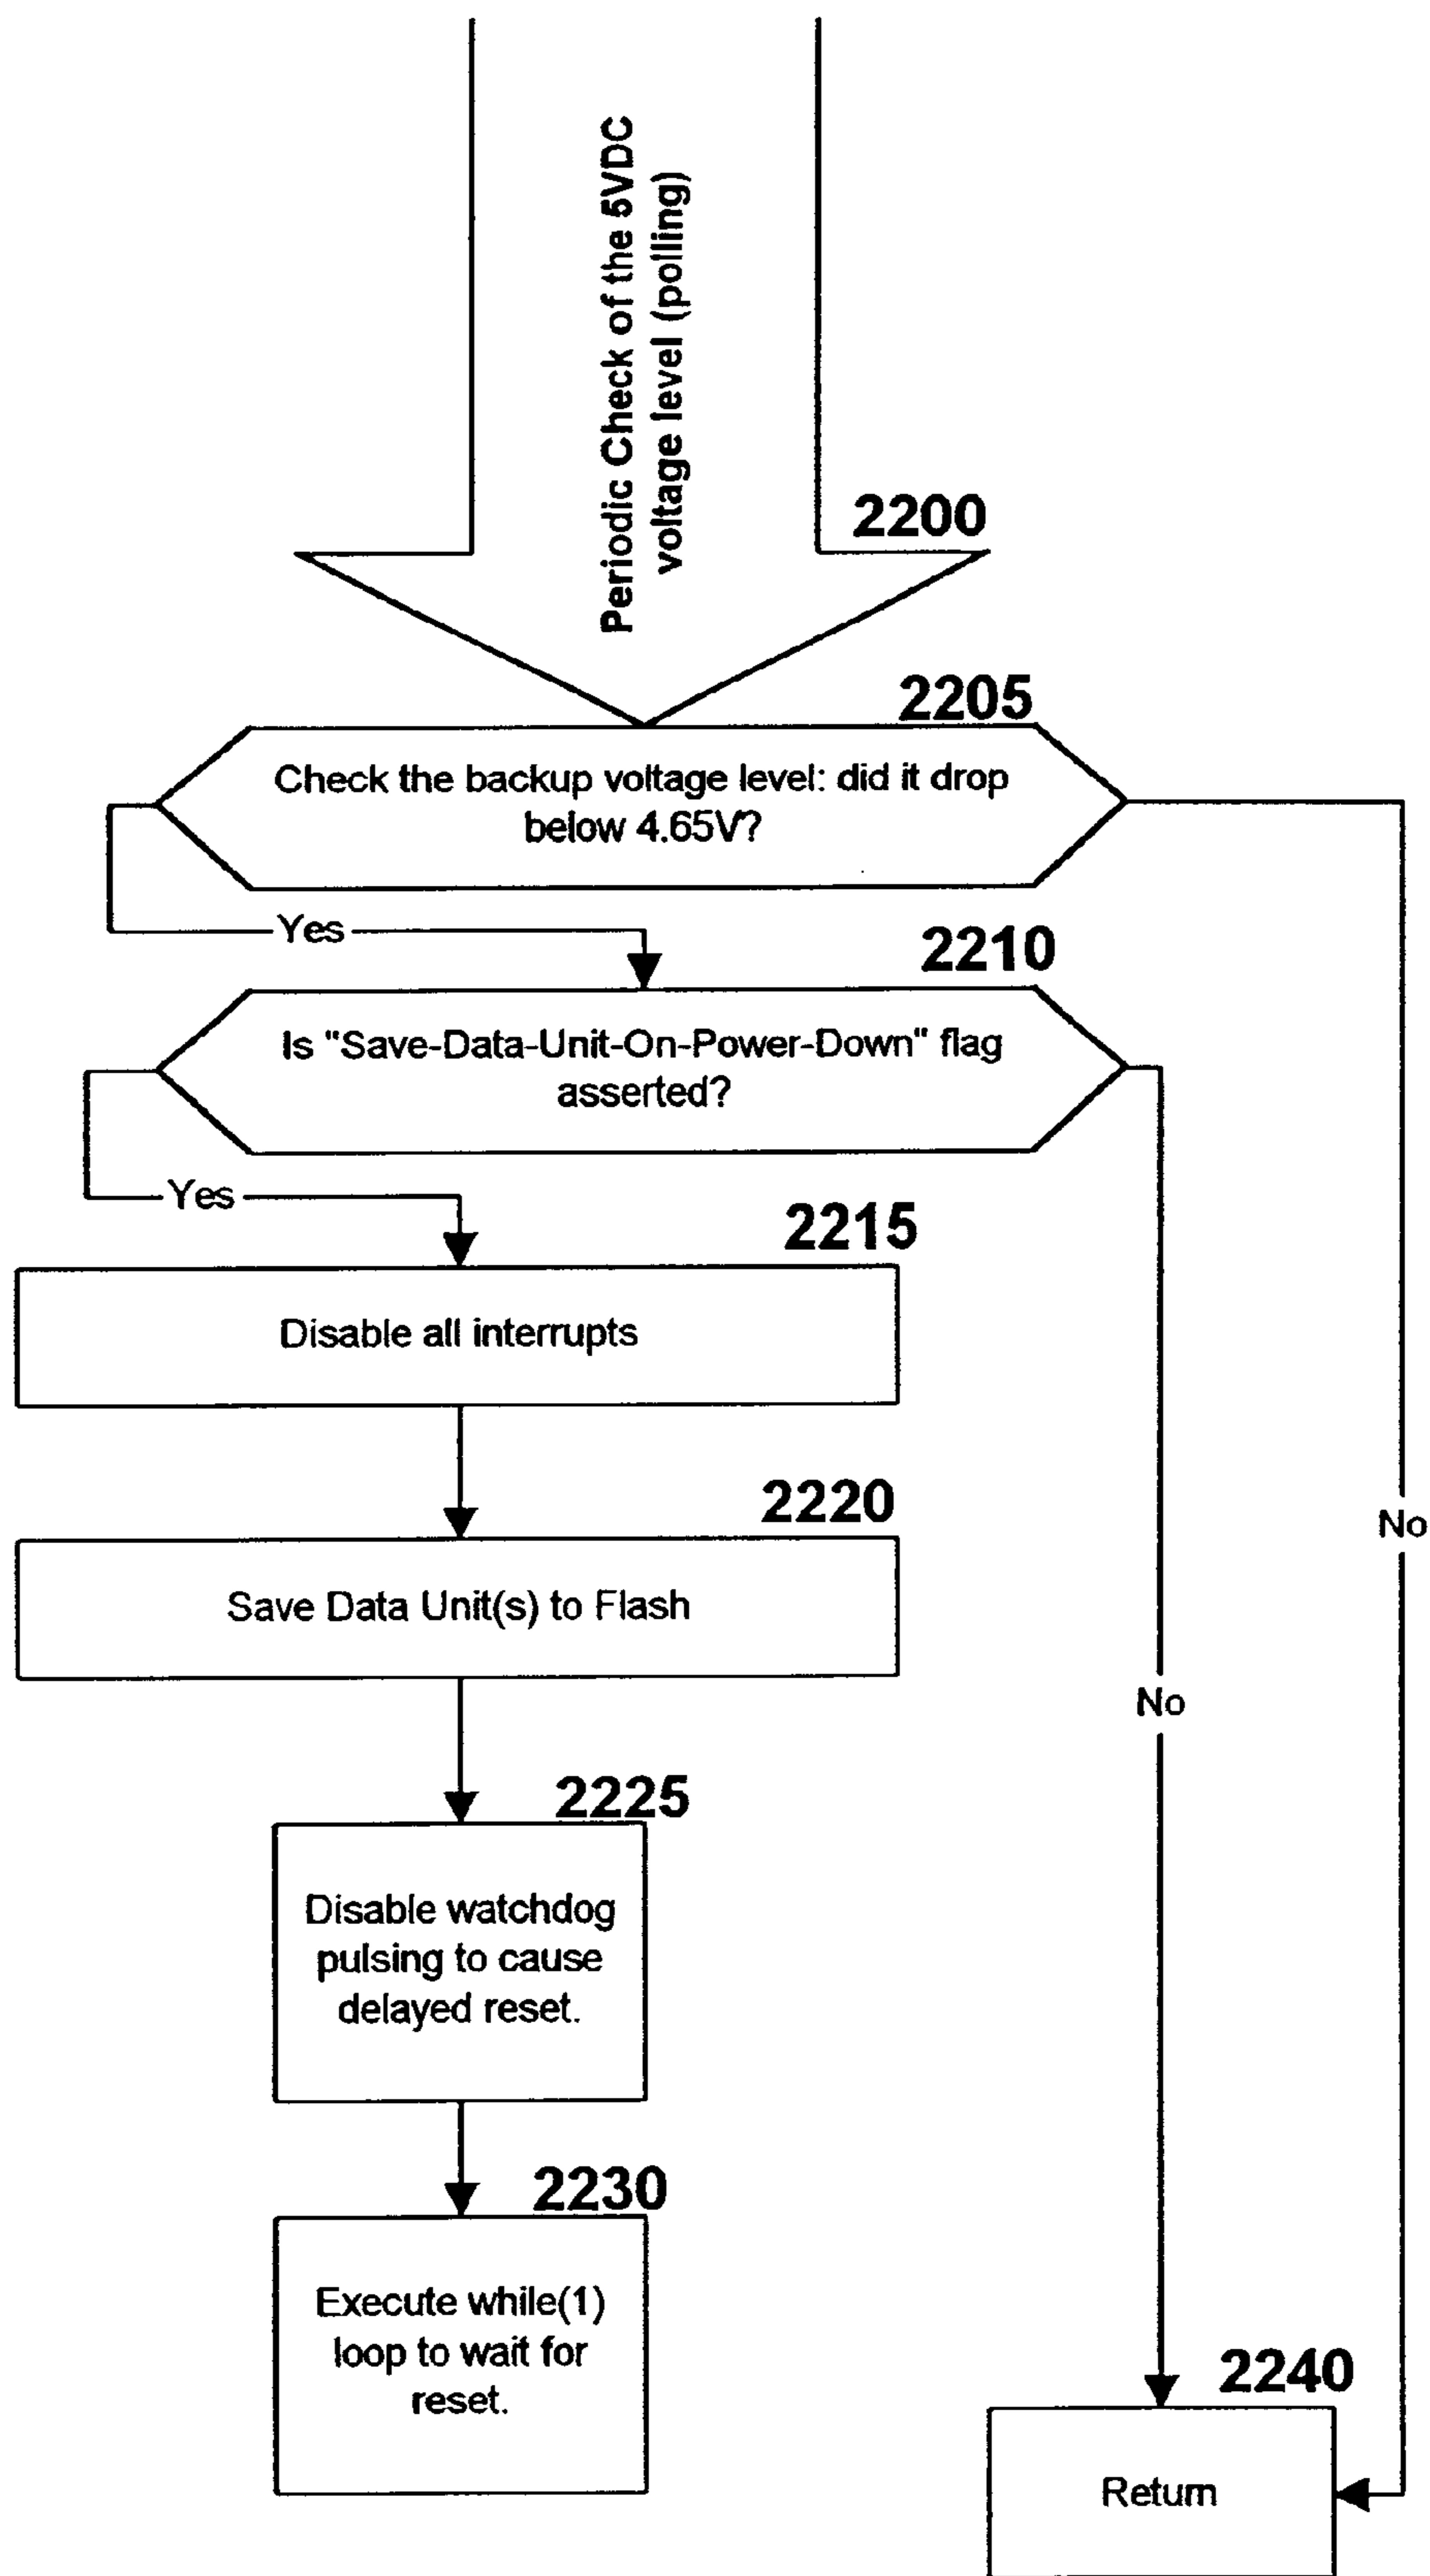 Periodic Check of the 5VDC
voltage level (polling)
2200
2205
Check the backup voltage level: did it drop
below 4.65V?
Yes
2210
Is "Save-Data-Unit-On-Power-Down" flag
asserted?
Yes
2215
Disable all interrupts
2220
Save Data Unit(s) to Flash
No
No
2225
Disable watchdog
pulsing to cause
delayed reset.
2230
Execute while(1)
loop to wait for
reset.
2240
Return